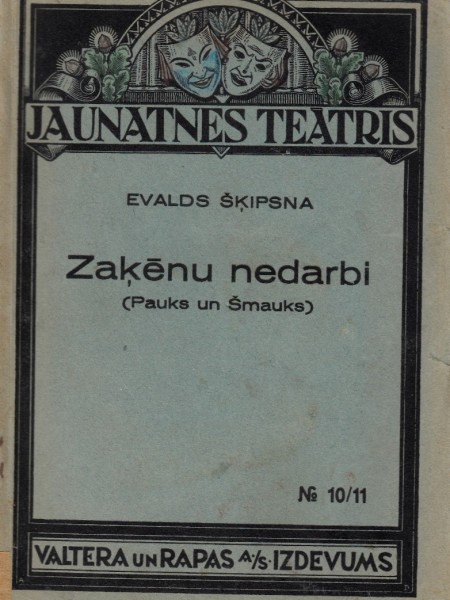 JAUNATNES TEATRIS
EVALDS ŠĶIPSNA
Zaķēnu nedarbi
(Pauks un Šmauks)
№ 10/11
VALTERA UN RAPAS A./S. IZDEVUMS